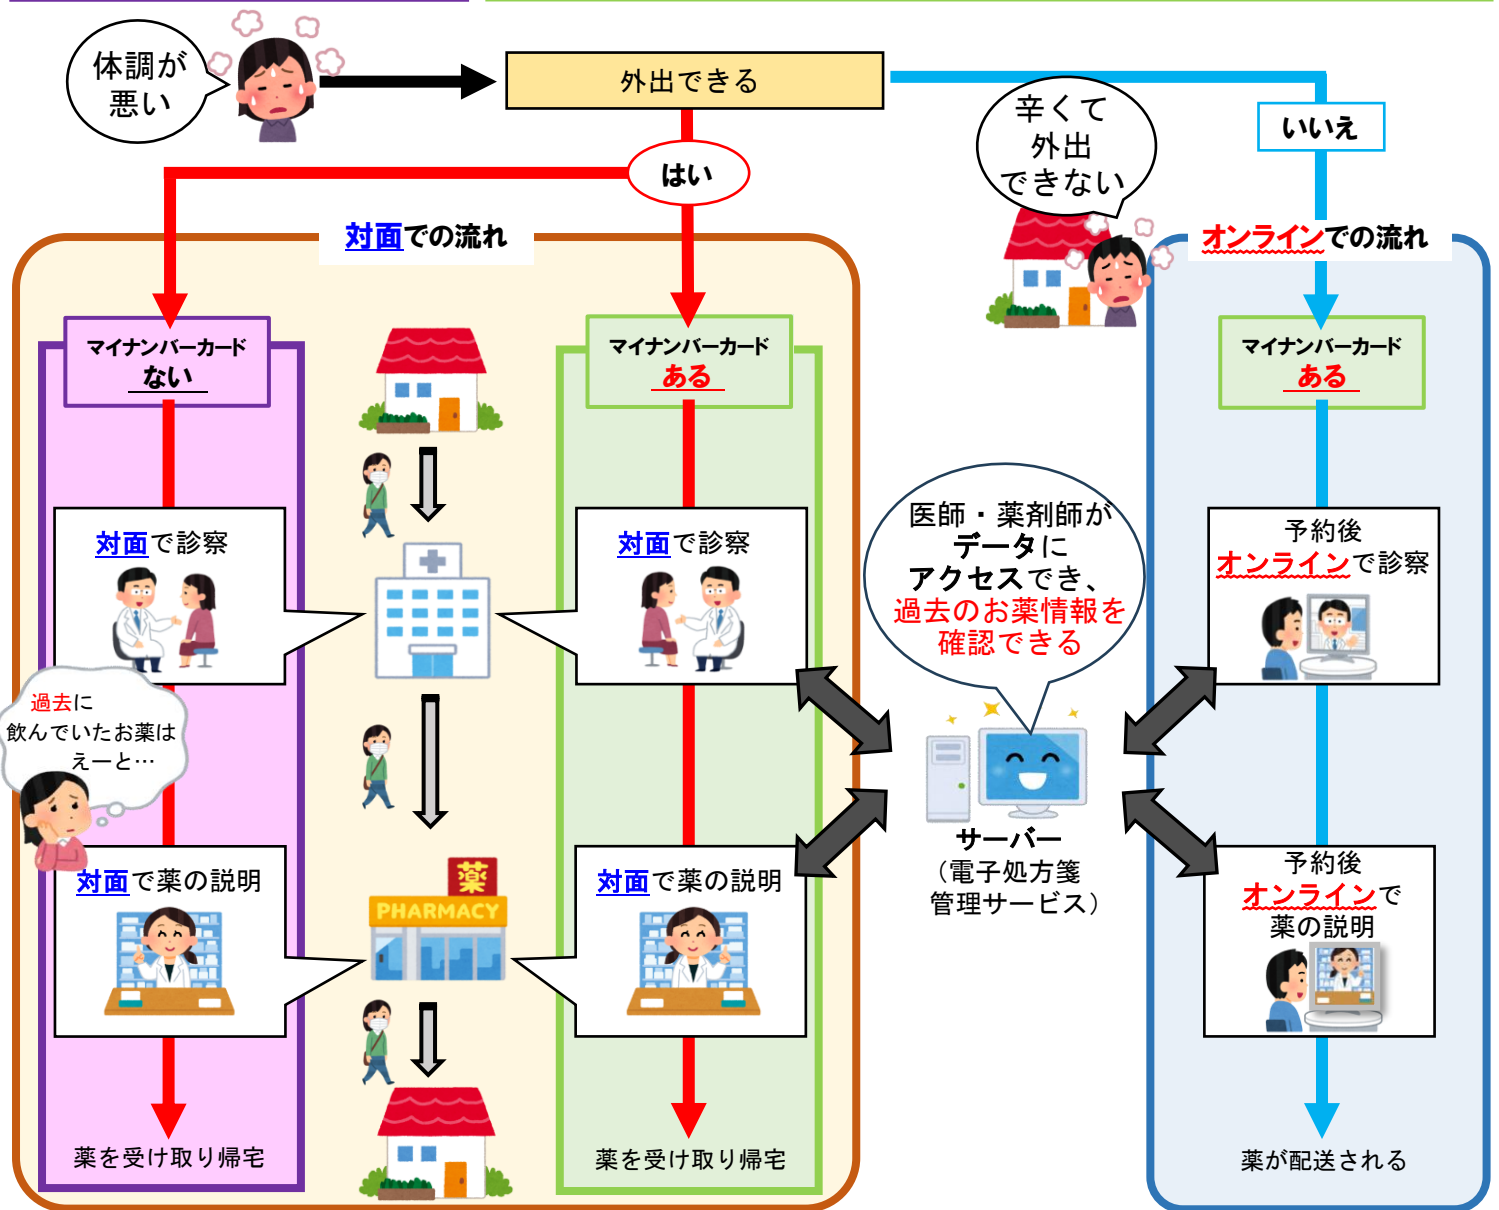 体調が
悪い
外出できる
はい
いいえ
辛くて
外出
できない
対面での流れ
オンラインでの流れ
マイナンバーカード
ない
マイナンバーカード
ある
マイナンバーカード
ある
対面で診察
対面で診察
医師・薬剤師が
データに
アクセスでき、
過去のお薬情報を
確認できる
予約後
オンラインで診察
過去に
飲んでいたお薬は
えーと…
サーバー
（電子処方箋
管理サービス）
対面で薬の説明
薬
PHARMACY
対面で薬の説明
予約後
オンラインで
薬の説明
薬を受け取り帰宅
薬を受け取り帰宅
薬が配送される